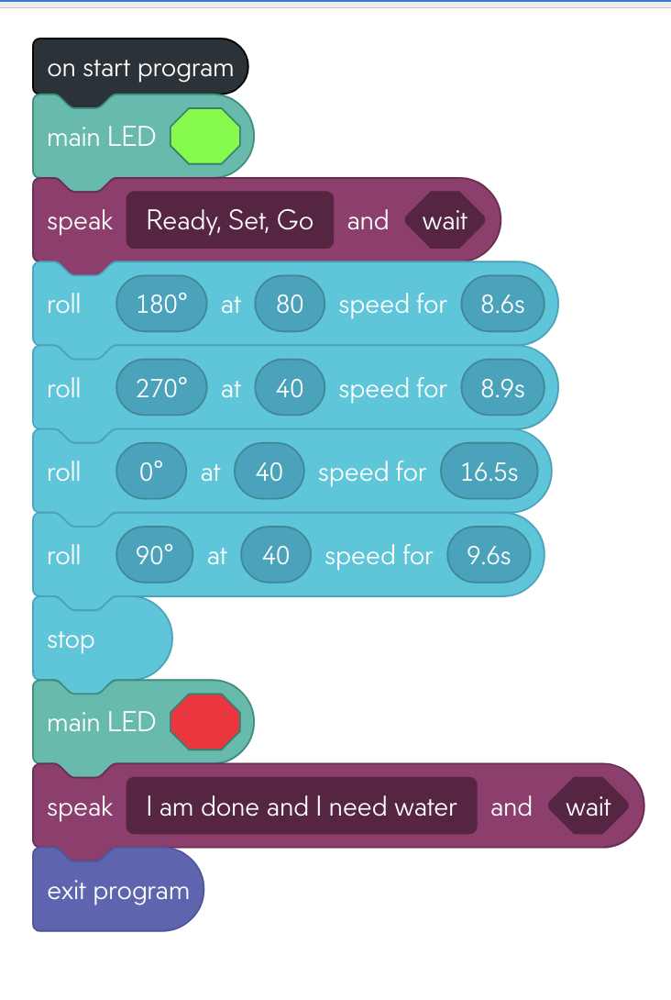 on start program
main LED
speak Ready, Set, Go and wait
roll 180° at 80 speed for 8.6s
roll 270° at 40 speed for 8.9s
roll 0° at 40 speed for 16.5s
roll 90° at 40 speed for 9.6s
stop
main LED
speak I am done and I need water and wait
exit program